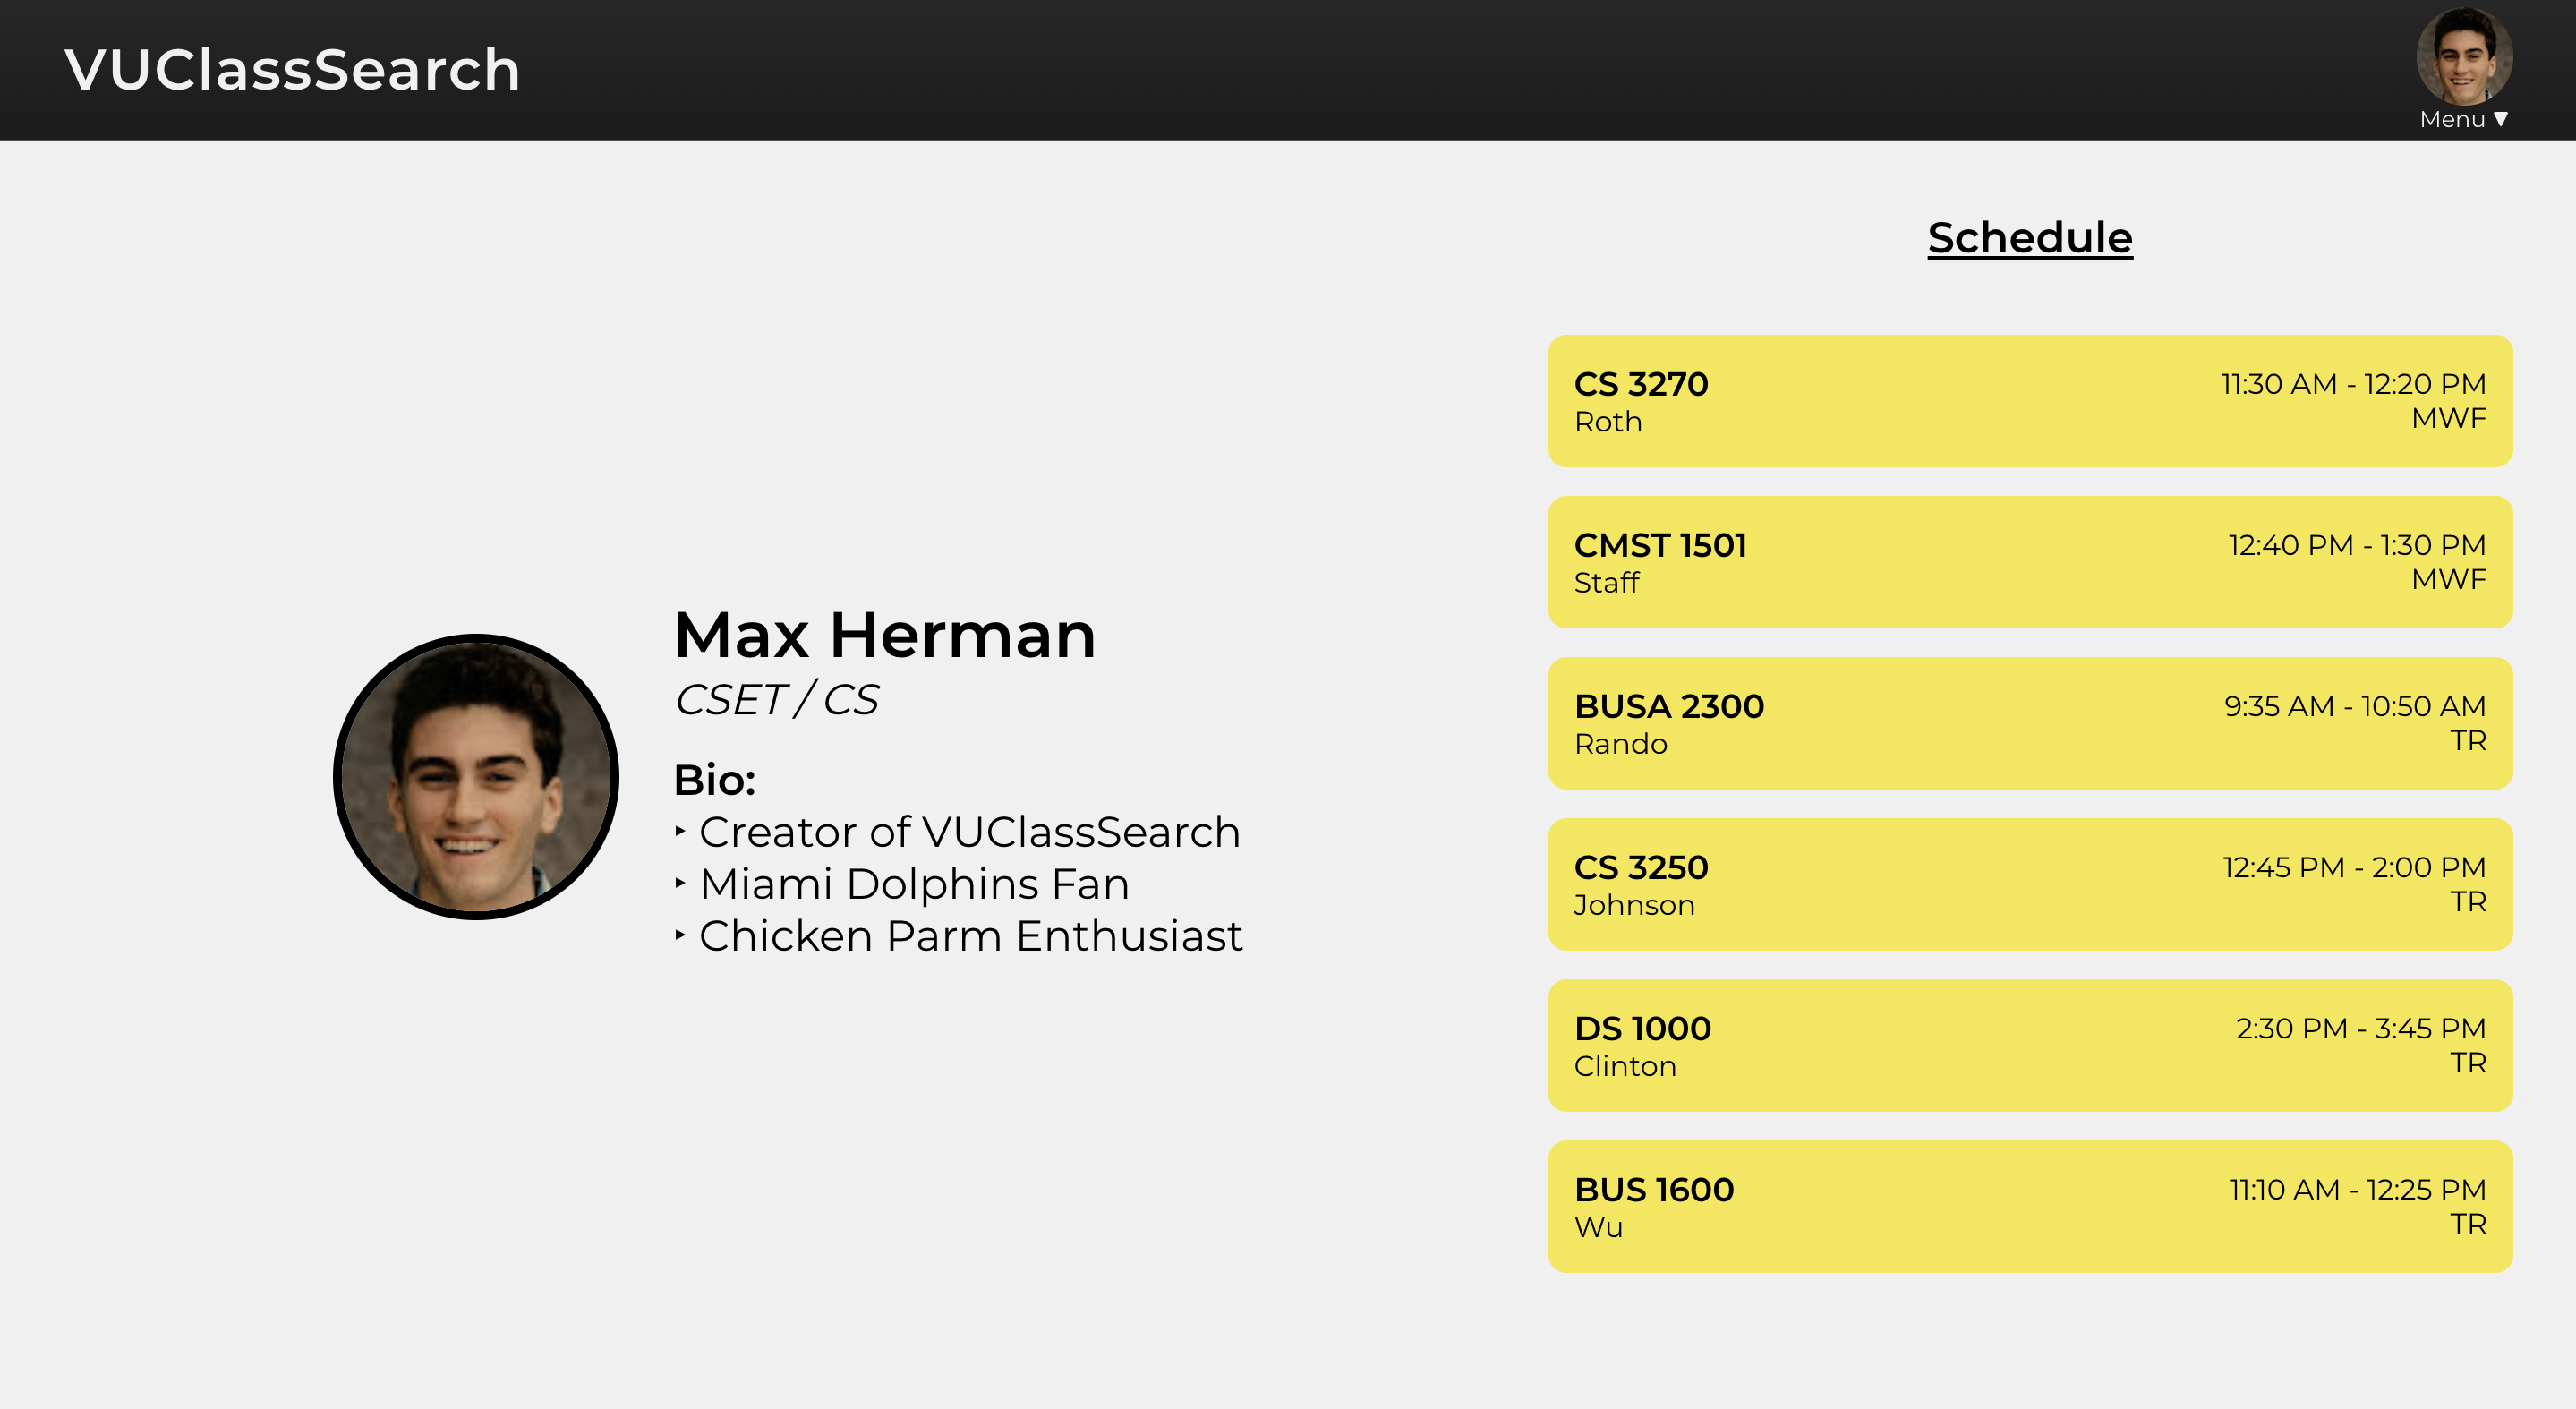 VUClassSearch
Menu ▼
Max Herman
CSET / CS
Bio:
‣ Creator of VUClassSearch
‣ Miami Dolphins Fan
‣ Chicken Parm Enthusiast
Schedule
CS 3270
Roth
11:30 AM - 12:20 PM
MWF
CMST 1501
Staff
12:40 PM - 1:30 PM
MWF
BUSA 2300
Rando
9:35 AM - 10:50 AM
TR
CS 3250
Johnson
12:45 PM - 2:00 PM
TR
DS 1000
Clinton
2:30 PM - 3:45 PM
TR
BUS 1600
Wu
11:10 AM - 12:25 PM
TR